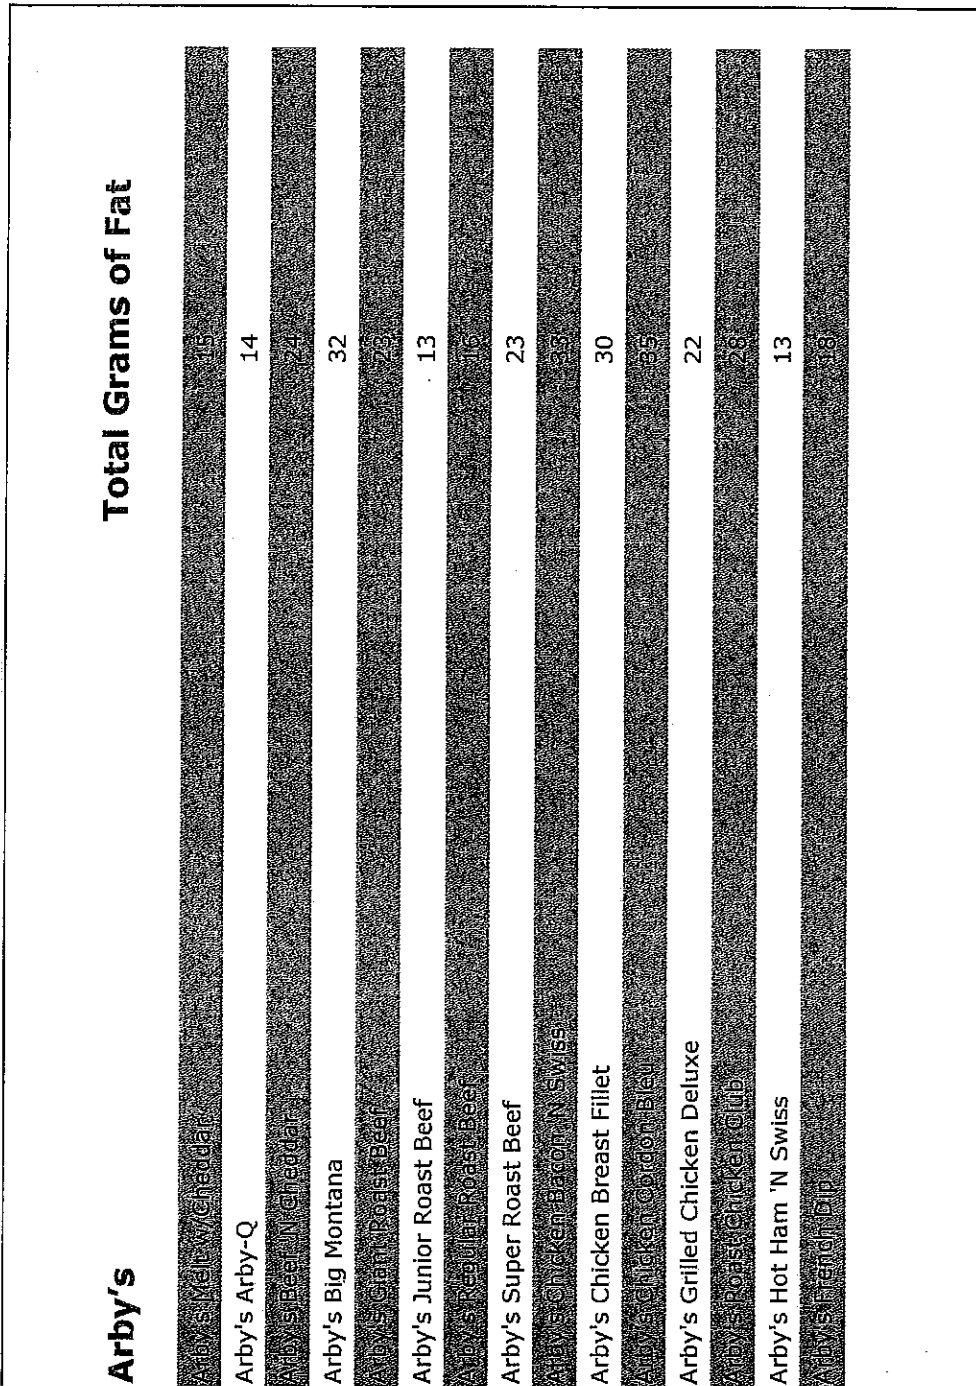 Arby's Total Grams of Fat
Arby's Melt w/Cheddar 15
Arby's Arby-Q 14
Arby's Beef 'N Cheddar 24
Arby's Big Montana 32
Arby's Giant Roast Beef
Arby's Junior Roast Beef 13
Arby's Regular Roast Beef 16
Arby's Super Roast Beef 23
Arby's Chicken Bacon 'N Swiss 33
Arby's Chicken Breast Fillet 30
Arby's Chicken Cordon Bleu 35
Arby's Grilled Chicken Deluxe 22
Arby's Roast Chicken Club 28
Arby's Hot Ham 'N Swiss 13
Arby's French Dip 18